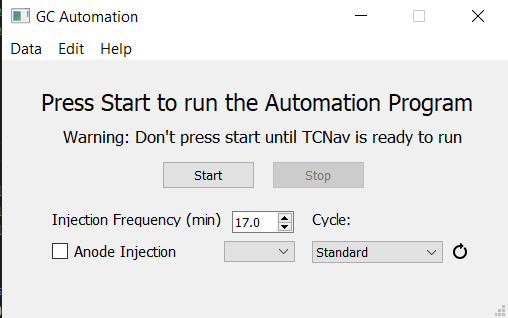 GC Automation
Data Edit Help
Press Start to run the Automation Program
Warning: Don't press start until TCNav is ready to run
Start Stop
Injection Frequency (min) 17.0 Cycle:
Anode Injection Standard